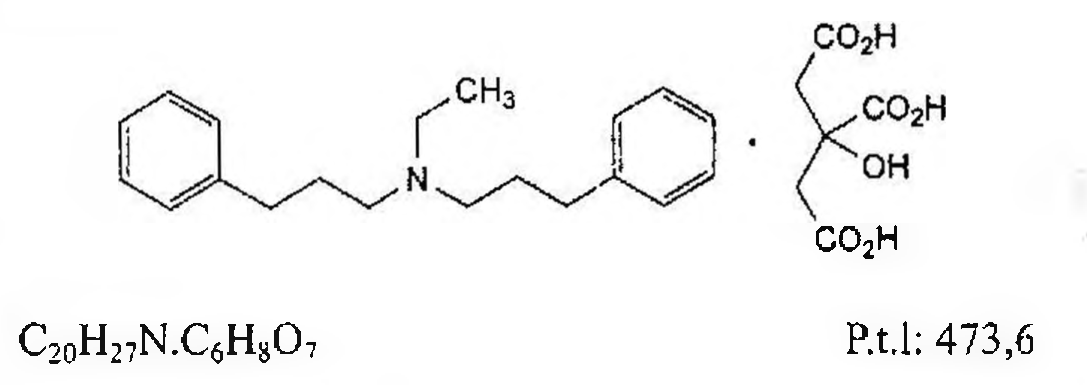 CO₂H
CH₃
CO₂H
N
OH
CO₂H
C₂₀H₂₇N.C₆H₈O₇ P.t.l: 473,6